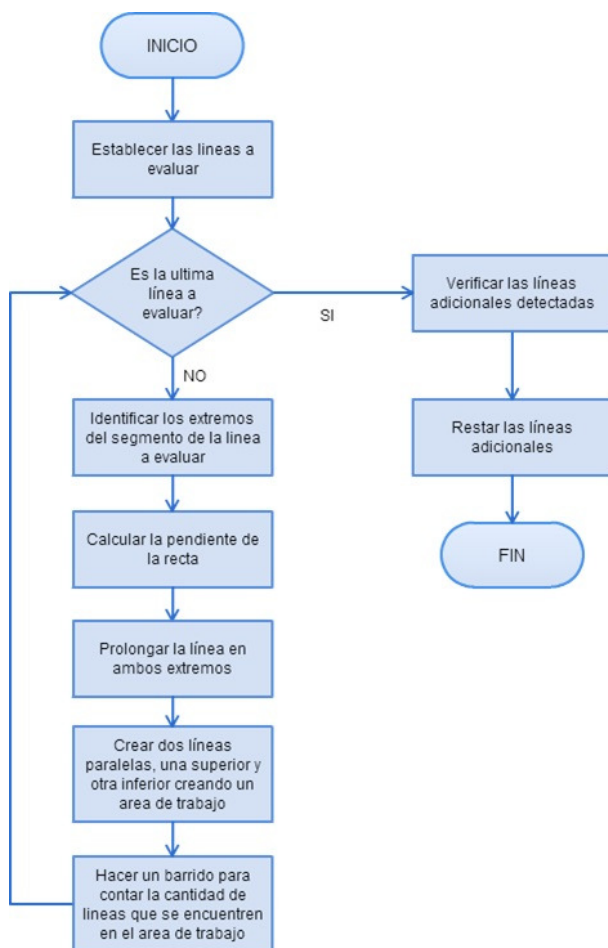 INICIO
Establecer las lineas a
evaluar
Es la ultima
línea a
evaluar?
SI
NO
Identificar los extremos
del segmento de la linea
a evaluar
Calcular la pendiente de
la recta
Prolongar la línea en
ambos extremos
Crear dos líneas
paralelas, una superior y
otra inferior creando un
area de trabajo
Hacer un barrido para
contar la cantidad de
lineas que se encuentren
en el area de trabajo
Verificar las líneas
adicionales detectadas
Restar las líneas
adicionales
FIN